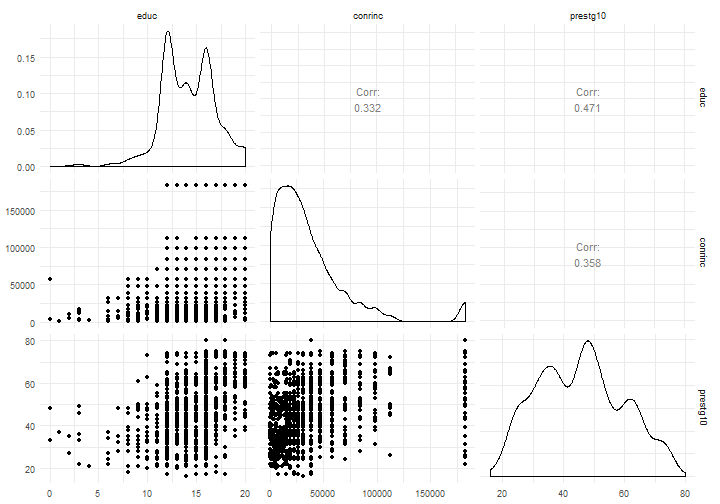 educ conrinc prestg10
0.15
0.10
0.05
0.00
Corr:
0.332
Corr:
0.471
educ
150000
100000
50000
0
Corr:
0.358
conrinc
80
60
40
20
prestg10
0 5 10 15 20
0 50000 100000 150000
20 40 60 80